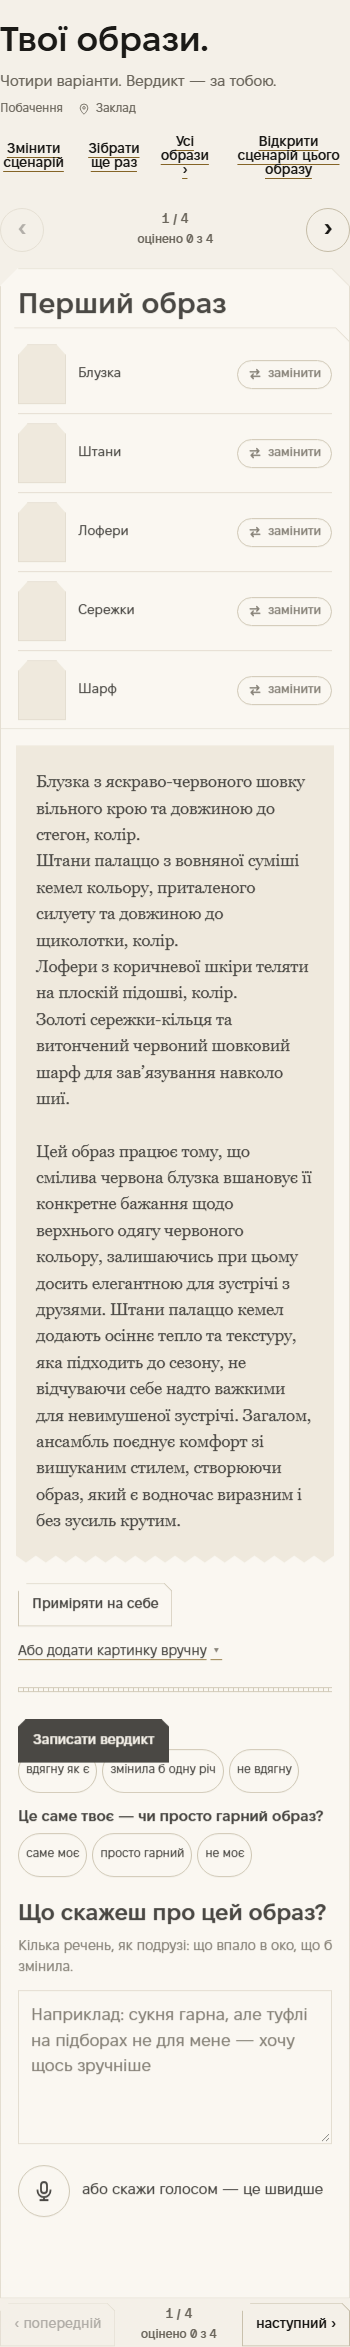 Твої образи.
Чотири варіанти. Вердикт — за тобою.
Побачення Заклад
Змінити сценарій
Зібрати ще раз
Усі образи ›
Відкрити сценарій цього образу
‹
1 / 4
оцінено 0 з 4
›
Перший образ
Блузка
замінити
Штани
замінити
Лофери
замінити
Сережки
замінити
Шарф
замінити
Блузка з яскраво-червоного шовку
вільного крою та довжиною до
стегон, колір.
Штани палаццо з вовняної суміші
кемел кольору, приталеного
силуету та довжиною до
щиколотки, колір.
Лофери з коричневої шкіри теляти
на плоскій підошві, колір.
Золоті сережки-кільця та
витончений червоний шовковий
шарф для зав’язування навколо
шиї.
Цей образ працює тому, що
смілива червона блузка вшановує її
конкретне бажання щодо
верхнього одягу червоного
кольору, залишаючись при цьому
досить елегантною для зустрічі з
друзями. Штани палаццо кемел
додають осіннє тепло та текстуру,
яка підходить до сезону, не
відчуваючи себе надто важкими
для невимушеної зустрічі. Загалом,
ансамбль поєднує комфорт зі
вишуканим стилем, створюючи
образ, який є водночас виразним і
без зусиль крутим.
Приміряти на себе
Або додати картинку вручну ▾
Записати вердикт
вдягну як є
змінила б одну річ
не вдягну
Це саме твоє — чи просто гарний образ?
саме моє
просто гарний
не моє
Що скажеш про цей образ?
Кілька речень, як подрузі: що впало в око, що б
змінила.
Наприклад: сукня гарна, але туфлі
на підборах не для мене — хочу
щось зручніше
або скажи голосом — це швидше
‹ попередній
1 / 4
оцінено 0 з 4
наступний ›